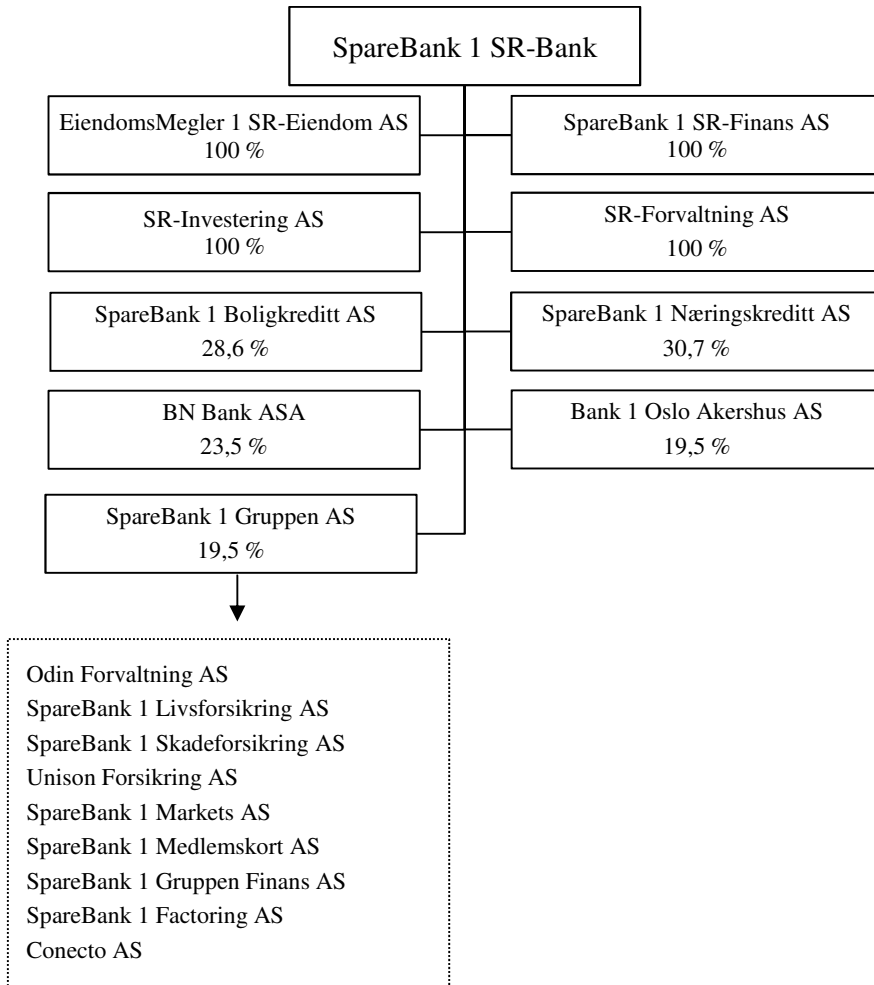 SpareBank 1 SR-Bank
EiendomsMegler 1 SR-Eiendom AS
100 %
SpareBank 1 SR-Finans AS
100 %
SR-Investering AS
100 %
SR-Forvaltning AS
100 %
SpareBank 1 Boligkreditt AS
28,6 %
SpareBank 1 Næringskreditt AS
30,7 %
BN Bank ASA
23,5 %
Bank 1 Oslo Akershus AS
19,5 %
SpareBank 1 Gruppen AS
19,5 %
Odin Forvaltning AS
SpareBank 1 Livsforsikring AS
SpareBank 1 Skadeforsikring AS
Unison Forsikring AS
SpareBank 1 Markets AS
SpareBank 1 Medlemskort AS
SpareBank 1 Gruppen Finans AS
SpareBank 1 Factoring AS
Conecto AS